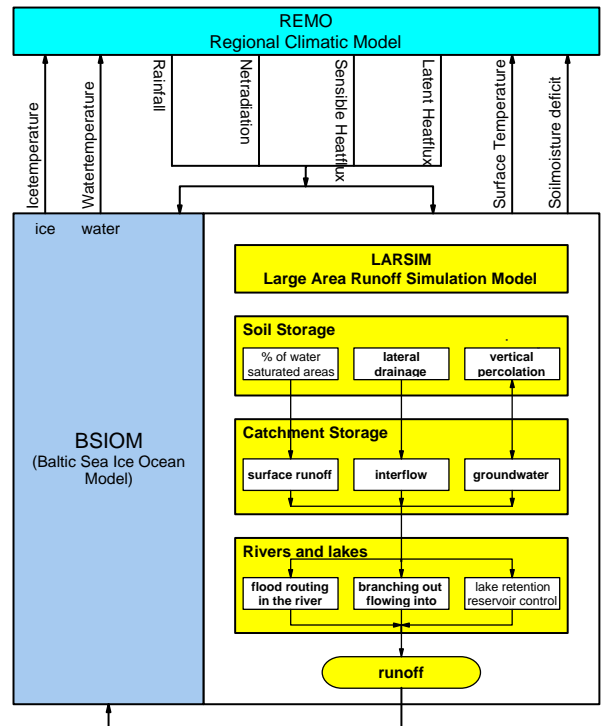 REMO
Regional Climatic Model
Icetemperature
Watertemperature
Rainfall
Netradiation
Sensible Heatflux
Latent Heatflux
Surface Temperature
Soilmoisture deficit
ice water
LARSIM
Large Area Runoff Simulation Model
Soil Storage
% of water
saturated areas
lateral
drainage
vertical
percolation
BSIOM
(Baltic Sea Ice Ocean
Model)
Catchment Storage
surface runoff
interflow
groundwater
Rivers and lakes
flood routing
in the river
branching out
flowing into
lake retention
reservoir control
runoff